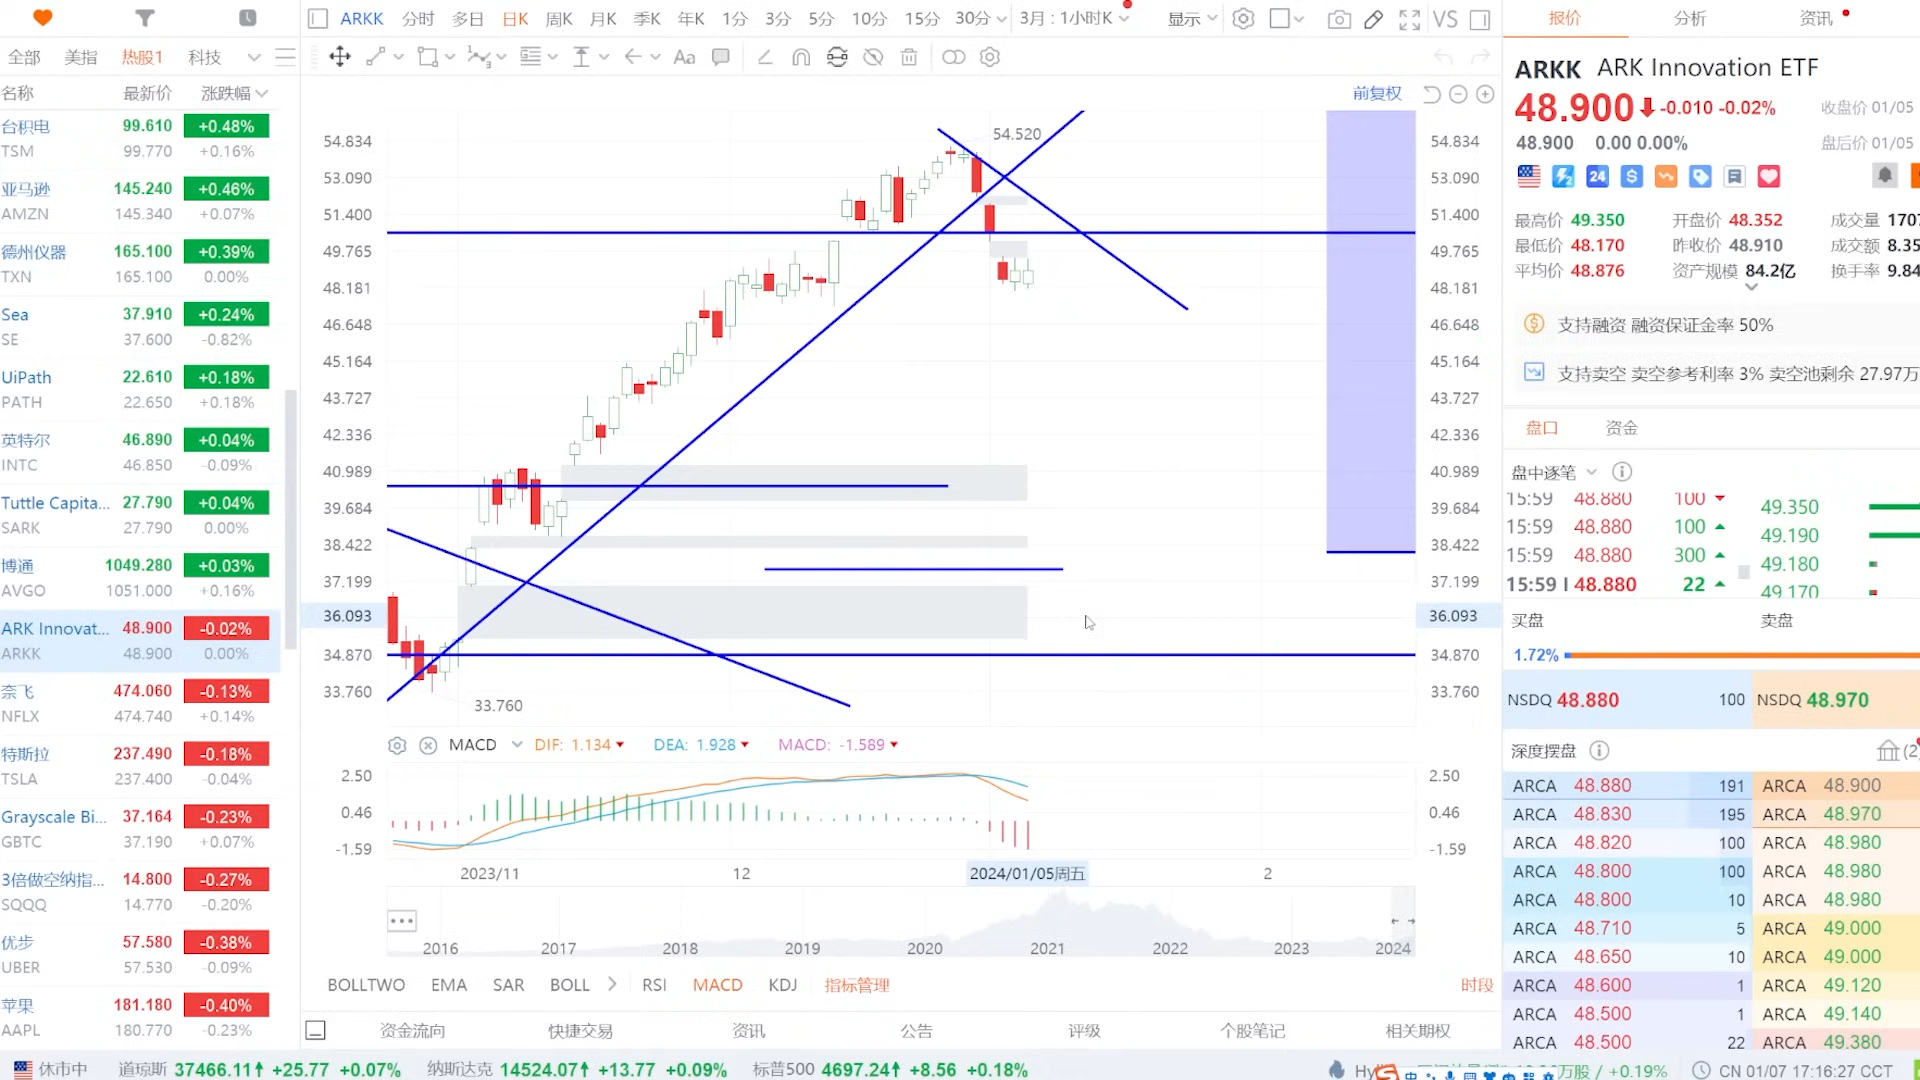 ARKK 分时 多日 日K 周K 月K 季K 年K 1分 3分 5分 10分 15分 30分 3月 : 1小时K 显示 VS
报价 分析 资讯
全部 美指 热股1 科技
Aa
名称 最新价 涨跌幅
台积电 99.610 +0.48%
TSM 99.770 +0.16%
亚马逊 145.240 +0.46%
AMZN 145.340 +0.07%
德州仪器 165.100 +0.39%
TXN 165.100 0.00%
Sea 37.910 +0.24%
SE 37.600 -0.82%
UiPath 22.610 +0.18%
PATH 22.650 +0.18%
英特尔 46.890 +0.04%
INTC 46.850 -0.09%
Tuttle Capita... 27.790 +0.04%
SARK 27.790 0.00%
博通 1049.280 +0.03%
AVGO 1051.000 +0.16%
ARK Innovat... 48.900 -0.02%
ARKK 48.900 0.00%
奈飞 474.060 -0.13%
NFLX 474.740 +0.14%
特斯拉 237.490 -0.18%
TSLA 237.400 -0.04%
Grayscale Bi... 37.164 -0.23%
GBTC 37.190 +0.07%
3倍做空纳指... 14.800 -0.27%
SQQQ 14.770 -0.20%
优步 57.580 -0.38%
UBER 57.530 -0.09%
苹果 181.180 -0.40%
AAPL 180.770 -0.23%
前复权
54.520
54.834 54.834
53.090 53.090
51.400 51.400
49.765 49.765
48.181 48.181
46.648 46.648
45.164 45.164
43.727 43.727
42.336 42.336
40.989 40.989
39.684 39.684
38.422 38.422
37.199 37.199
36.093 36.093
34.870 34.870
33.760 33.760
33.760
MACD DIF: 1.134 DEA: 1.928 MACD: -1.589
2.50 2.50
0.46 0.46
-1.59 -1.59
2023/11 12 2024/01/05周五 2
2016 2017 2018 2019 2020 2021 2022 2023 2024
BOLLTWO EMA SAR BOLL RSI MACD KDJ 指标管理 时段
资金流向 快捷交易 资讯 公告 评级 个股笔记 相关期权
ARKK ARK Innovation ETF
48.900 -0.010 -0.02% 收盘价 01/05
48.900 0.00 0.00% 盘后价 01/05
24
最高价 49.350 开盘价 48.352 成交量 1707
最低价 48.170 昨收价 48.910 成交额 8.35
平均价 48.876 资产规模 84.2亿 换手率 9.84
支持融资 融资保证金率 50%
支持卖空 卖空参考利率 3% 卖空池剩余 27.97万
盘口 资金
盘中逐笔
15:59 48.880 100 49.350
15:59 48.880 100 49.190
15:59 48.880 300 49.180
15:59 48.880 22 49.170
买盘 卖盘
1.72%
NSDQ 48.880 100 NSDQ 48.970
深度摆盘 (2
ARCA 48.880 191 ARCA 48.900
ARCA 48.830 195 ARCA 48.970
ARCA 48.820 100 ARCA 48.980
ARCA 48.800 100 ARCA 48.980
ARCA 48.800 10 ARCA 48.980
ARCA 48.710 5 ARCA 49.000
ARCA 48.650 10 ARCA 49.000
ARCA 48.600 1 ARCA 49.120
ARCA 48.500 1 ARCA 49.140
ARCA 48.500 22 ARCA 49.380
休市中 道琼斯 37466.11 +25.77 +0.07% 纳斯达克 14524.07 +13.77 +0.09% 标普500 4697.24 +8.56 +0.18% Hy 中 万股 / +0.19% CN 01/07 17:16:27 CCT